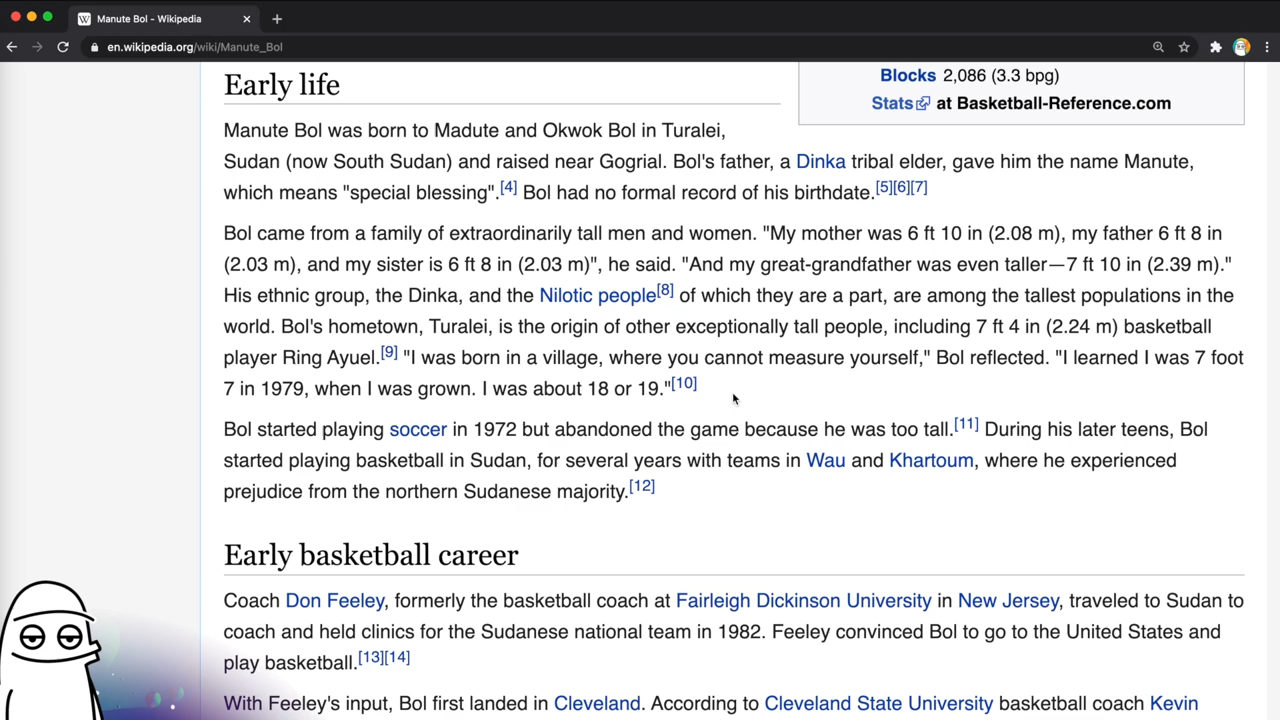 Manute Bol - Wikipedia
en.wikipedia.org/wiki/Manute_Bol
Early life
Blocks 2,086 (3.3 bpg)
Stats at Basketball-Reference.com
Manute Bol was born to Madute and Okwok Bol in Turalei,
Sudan (now South Sudan) and raised near Gogrial. Bol's father, a Dinka tribal elder, gave him the name Manute,
which means "special blessing".[4] Bol had no formal record of his birthdate.[5][6][7]
Bol came from a family of extraordinarily tall men and women. "My mother was 6 ft 10 in (2.08 m), my father 6 ft 8 in
(2.03 m), and my sister is 6 ft 8 in (2.03 m)", he said. "And my great-grandfather was even taller—7 ft 10 in (2.39 m)."
His ethnic group, the Dinka, and the Nilotic people[8] of which they are a part, are among the tallest populations in the
world. Bol's hometown, Turalei, is the origin of other exceptionally tall people, including 7 ft 4 in (2.24 m) basketball
player Ring Ayuel.[9] "I was born in a village, where you cannot measure yourself," Bol reflected. "I learned I was 7 foot
7 in 1979, when I was grown. I was about 18 or 19."[10]
Bol started playing soccer in 1972 but abandoned the game because he was too tall.[11] During his later teens, Bol
started playing basketball in Sudan, for several years with teams in Wau and Khartoum, where he experienced
prejudice from the northern Sudanese majority.[12]
Early basketball career
Coach Don Feeley, formerly the basketball coach at Fairleigh Dickinson University in New Jersey, traveled to Sudan to
coach and held clinics for the Sudanese national team in 1982. Feeley convinced Bol to go to the United States and
play basketball.[13][14]
With Feeley's input, Bol first landed in Cleveland. According to Cleveland State University basketball coach Kevin